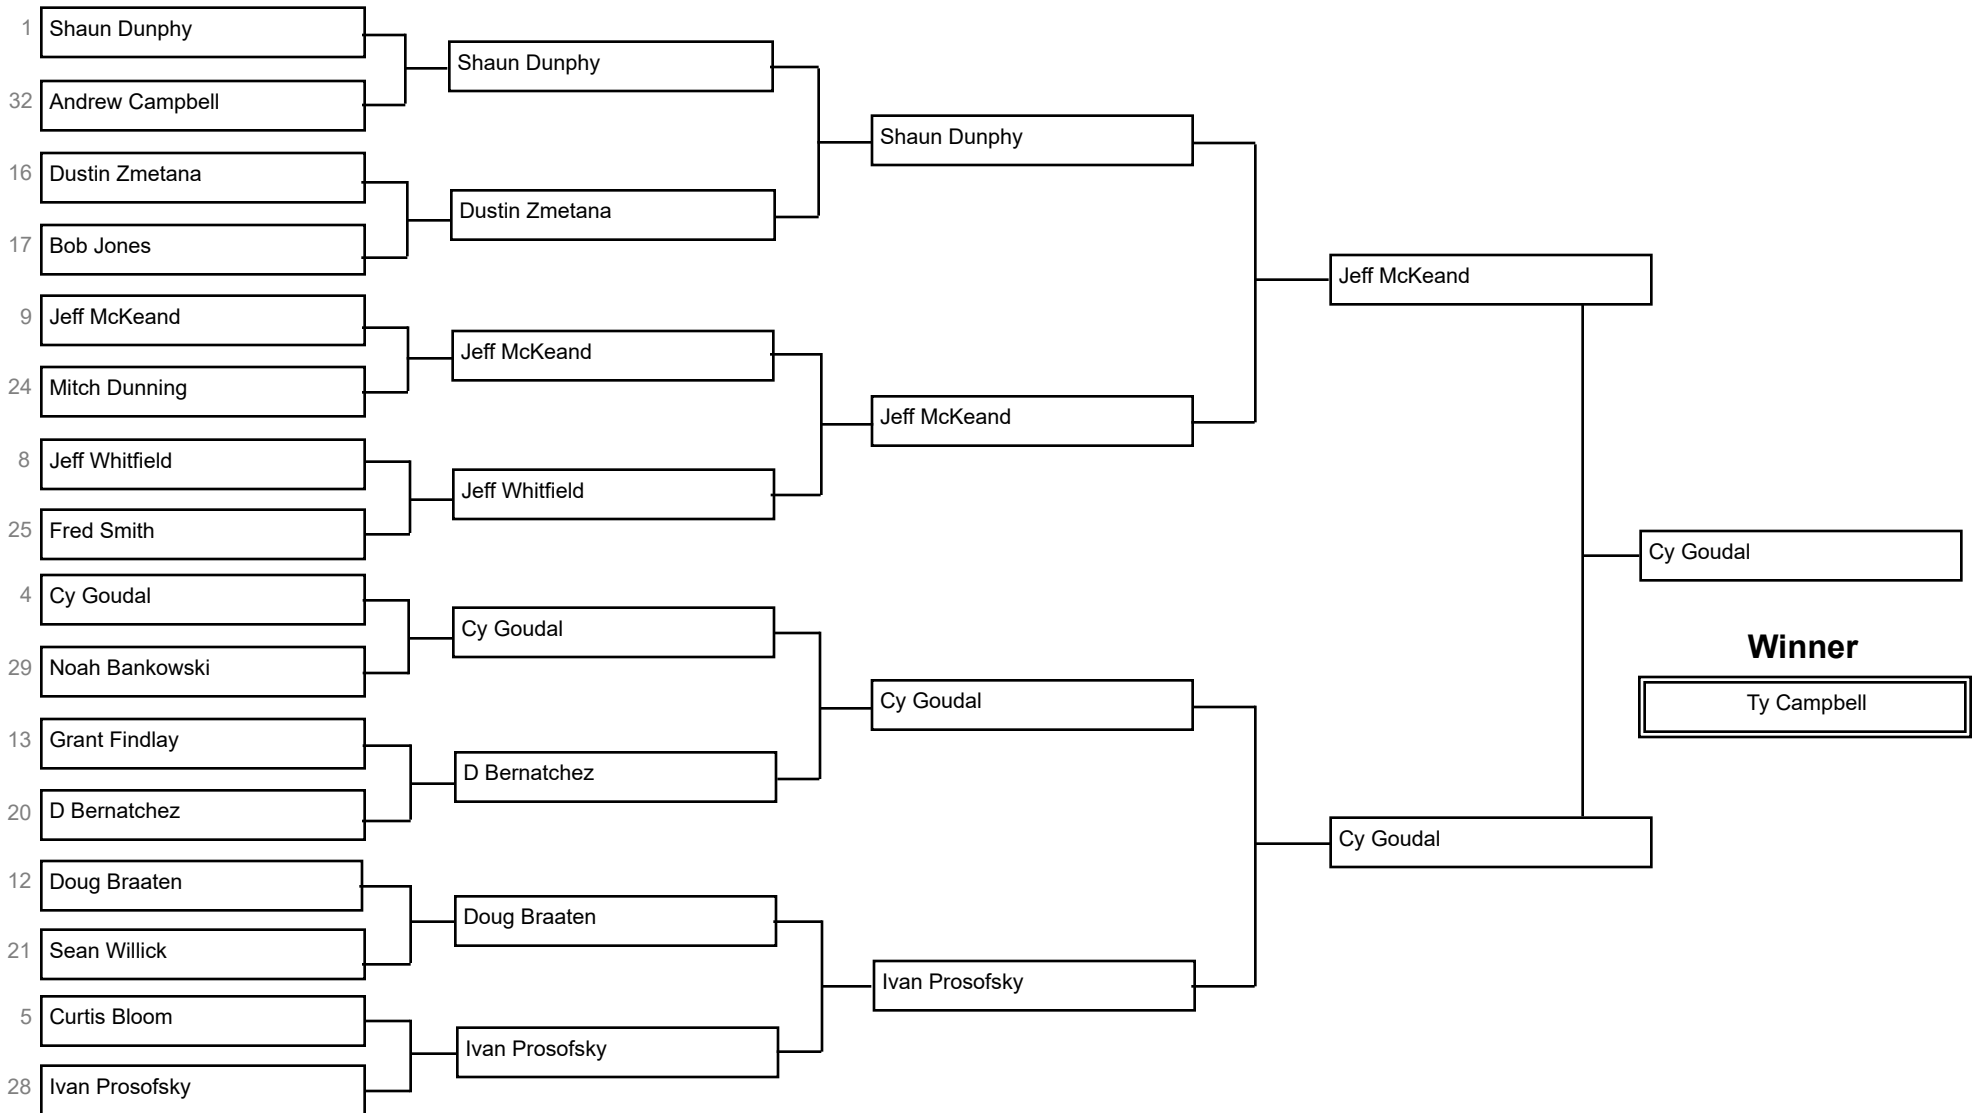 1 Shaun Dunphy
32 Andrew Campbell
16 Dustin Zmetana
17 Bob Jones
9 Jeff McKeand
24 Mitch Dunning
8 Jeff Whitfield
25 Fred Smith
4 Cy Goudal
29 Noah Bankowski
13 Grant Findlay
20 D Bernatchez
12 Doug Braaten
21 Sean Willick
5 Curtis Bloom
28 Ivan Prosofsky
Shaun Dunphy
Dustin Zmetana
Jeff McKeand
Jeff Whitfield
Cy Goudal
D Bernatchez
Doug Braaten
Ivan Prosofsky
Shaun Dunphy
Jeff McKeand
Cy Goudal
Ivan Prosofsky
Jeff McKeand
Cy Goudal
Cy Goudal
Winner
Ty Campbell